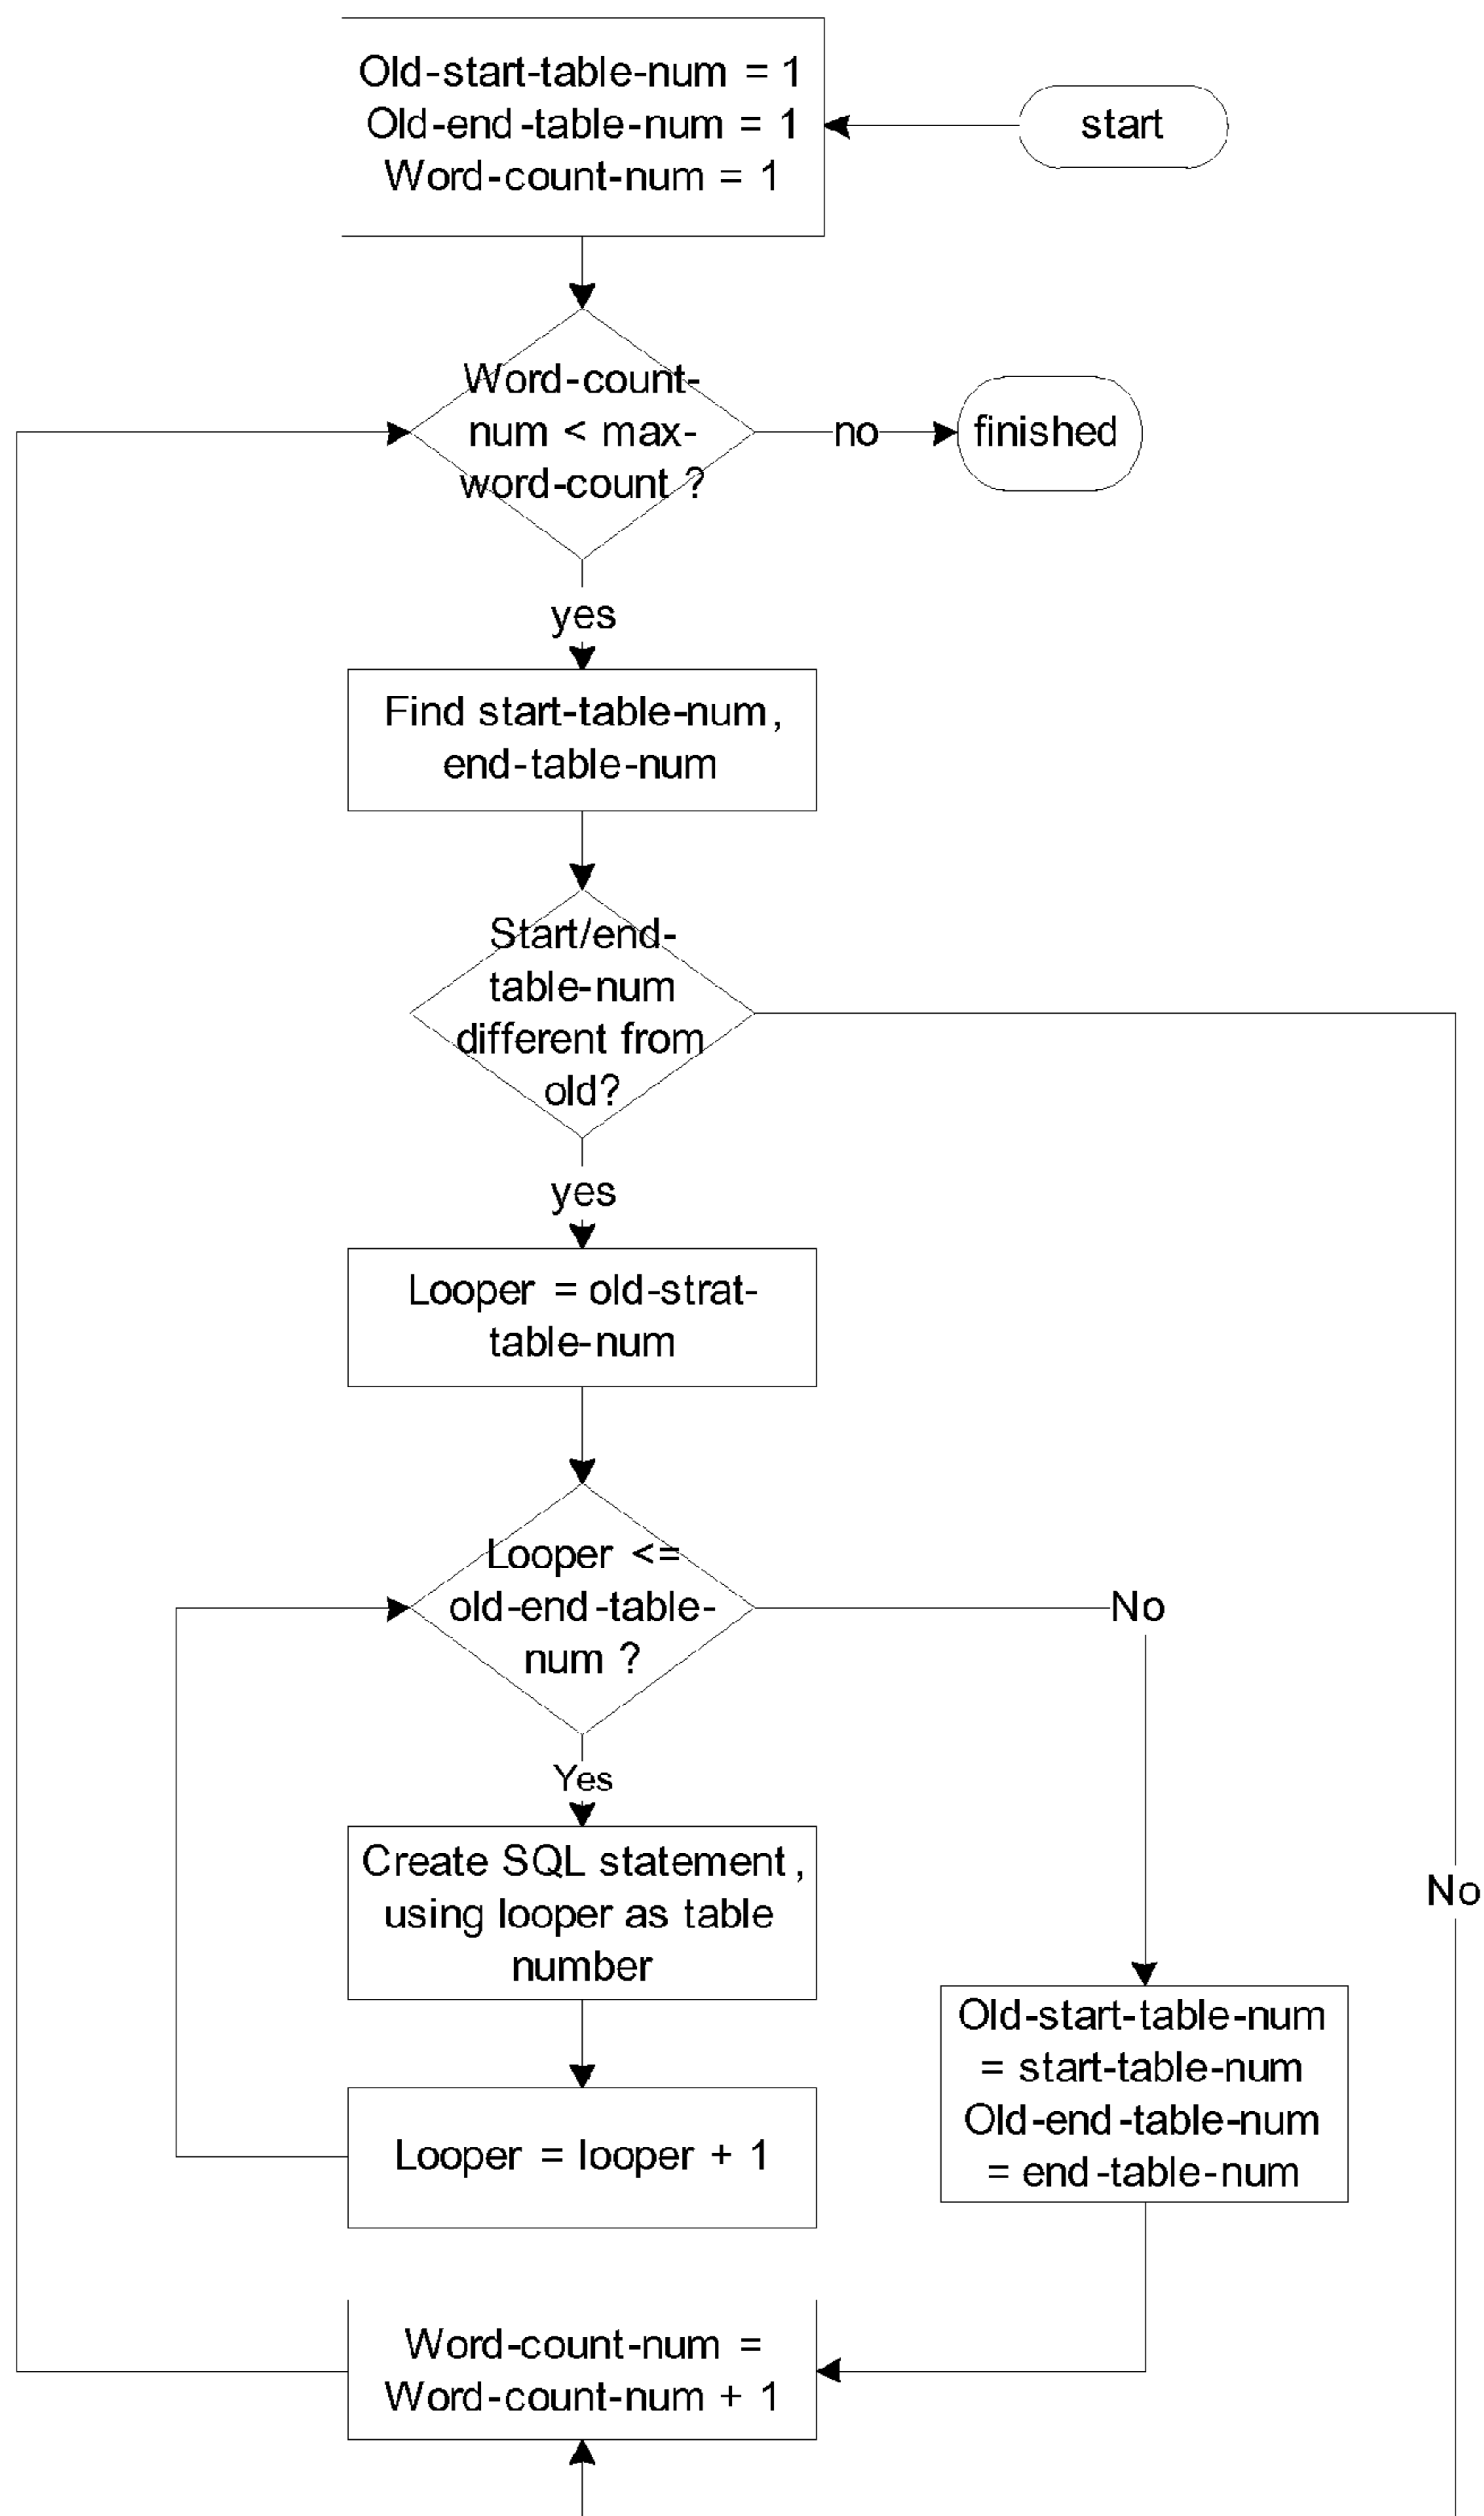 Old-start-table-num = 1
Old-end-table-num = 1
Word-count-num = 1
start
Word-count-
num < max-
word-count ?
no
finished
yes
Find start-table-num,
end-table-num
Start/end-
table-num
different from
old?
yes
Looper = old-strat-
table-num
Looper <=
old-end-table-
num ?
No
Yes
Create SQL statement,
using looper as table
number
No
Old-start-table-num
= start-table-num
Old-end-table-num
= end-table-num
Looper = looper + 1
Word-count-num =
Word-count-num + 1